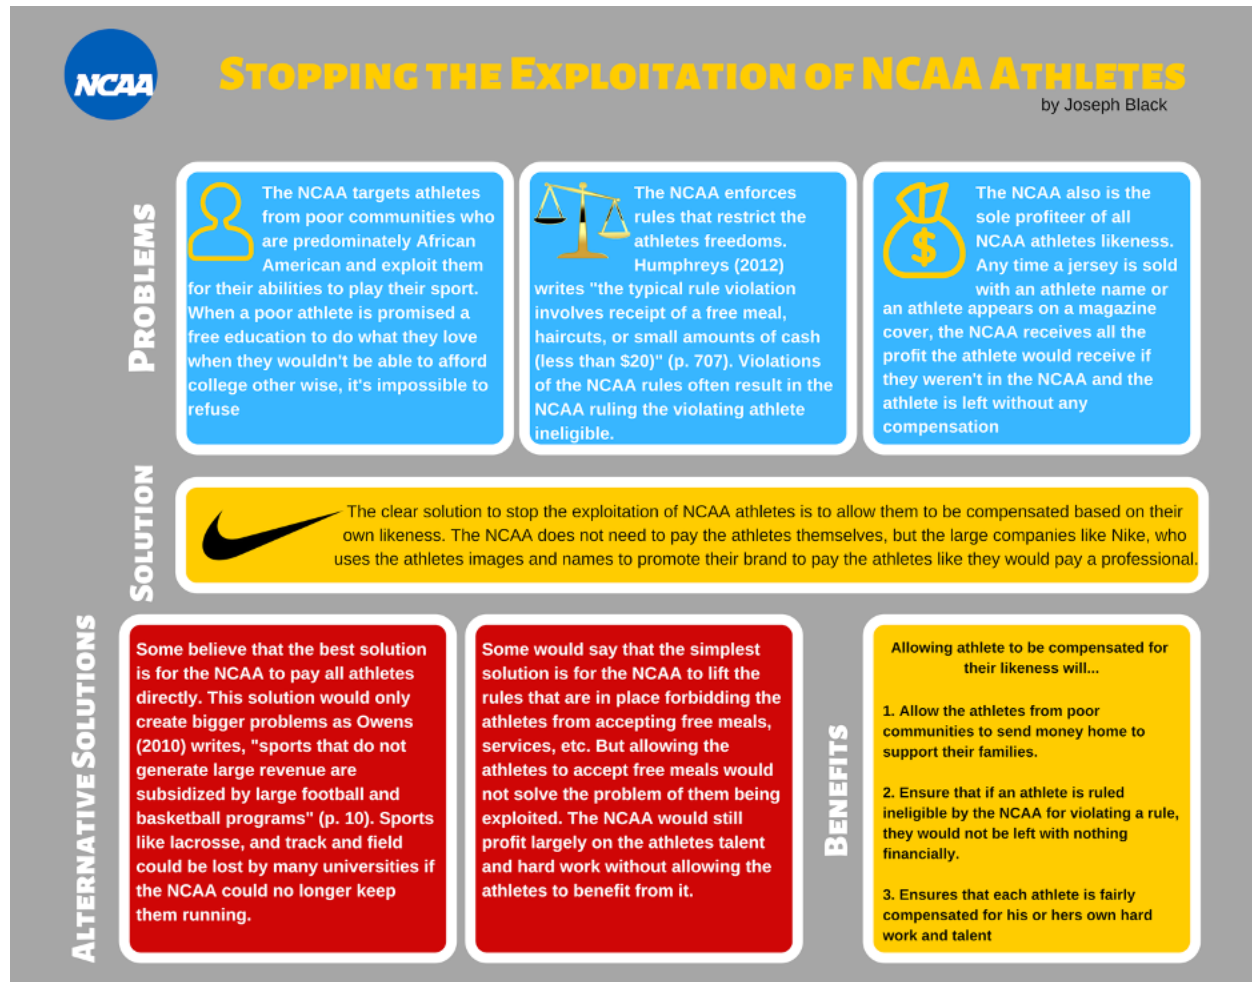 NCAA
STOPPING THE EXPLOITATION OF NCAA ATHLETES
by Joseph Black
PROBLEMS
The NCAA targets athletes
from poor communities who
are predominately African
American and exploit them
for their abilities to play their sport.
When a poor athlete is promised a
free education to do what they love
when they wouldn't be able to afford
college other wise, it's impossible to
refuse
The NCAA enforces
rules that restrict the
athletes freedoms.
Humphreys (2012)
writes "the typical rule violation
involves receipt of a free meal,
haircuts, or small amounts of cash
(less than $20)" (p. 707). Violations
of the NCAA rules often result in the
NCAA ruling the violating athlete
ineligible.
$
The NCAA also is the
sole profiteer of all
NCAA athletes likeness.
Any time a jersey is sold
with an athlete name or
an athlete appears on a magazine
cover, the NCAA receives all the
profit the athlete would receive if
they weren't in the NCAA and the
athlete is left without any
compensation
SOLUTION
The clear solution to stop the exploitation of NCAA athletes is to allow them to be compensated based on their
own likeness. The NCAA does not need to pay the athletes themselves, but the large companies like Nike, who
uses the athletes images and names to promote their brand to pay the athletes like they would pay a professional.
ALTERNATIVE SOLUTIONS
Some believe that the best solution
is for the NCAA to pay all athletes
directly. This solution would only
create bigger problems as Owens
(2010) writes, "sports that do not
generate large revenue are
subsidized by large football and
basketball programs" (p. 10). Sports
like lacrosse, and track and field
could be lost by many universities if
the NCAA could no longer keep
them running.
Some would say that the simplest
solution is for the NCAA to lift the
rules that are in place forbidding the
athletes from accepting free meals,
services, etc. But allowing the
athletes to accept free meals would
not solve the problem of them being
exploited. The NCAA would still
profit largely on the athletes talent
and hard work without allowing the
athletes to benefit from it.
BENEFITS
Allowing athlete to be compensated for
their likeness will...
1. Allow the athletes from poor
communities to send money home to
support their families.
2. Ensure that if an athlete is ruled
ineligible by the NCAA for violating a rule,
they would not be left with nothing
financially.
3. Ensures that each athlete is fairly
compensated for his or hers own hard
work and talent